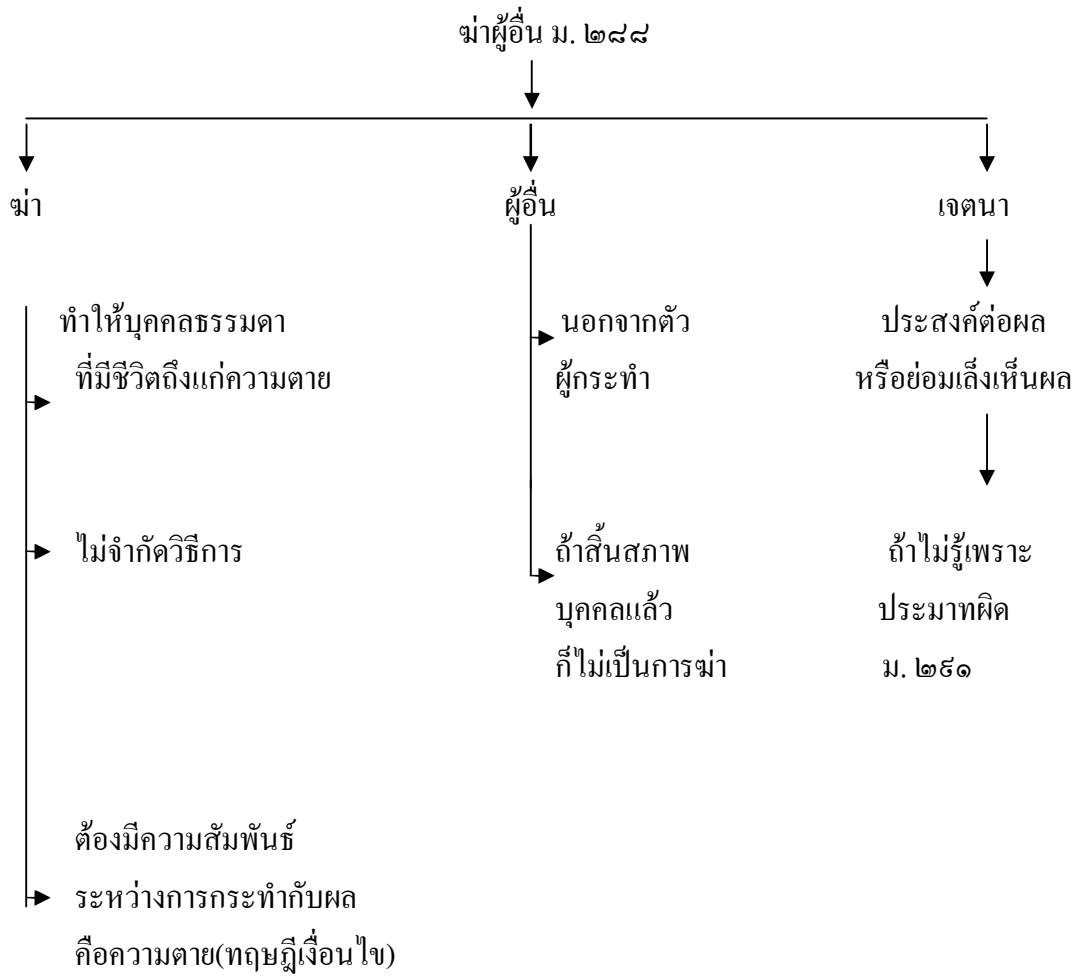 ฆ่าผู้อื่น ม. ๒๘๘
ฆ่า
ผู้อื่น
เจตนา
ทำให้บุคคลธรรมดา
ที่มีชีวิตถึงแก่ความตาย
นอกจากตัว
ผู้กระทำ
ประสงค์ต่อผล
หรือย่อมเล็งเห็นผล
ไม่จำกัดวิธีการ
ถ้าสิ้นสภาพ
บุคคลแล้ว
ก็ไม่เป็นการฆ่า
ถ้าไม่รู้เพราะ
ประมาทผิด
ม. ๒๙๑
ต้องมีความสัมพันธ์
ระหว่างการกระทำกับผล
คือความตาย(ทฤษฎีเงื่อนไข)